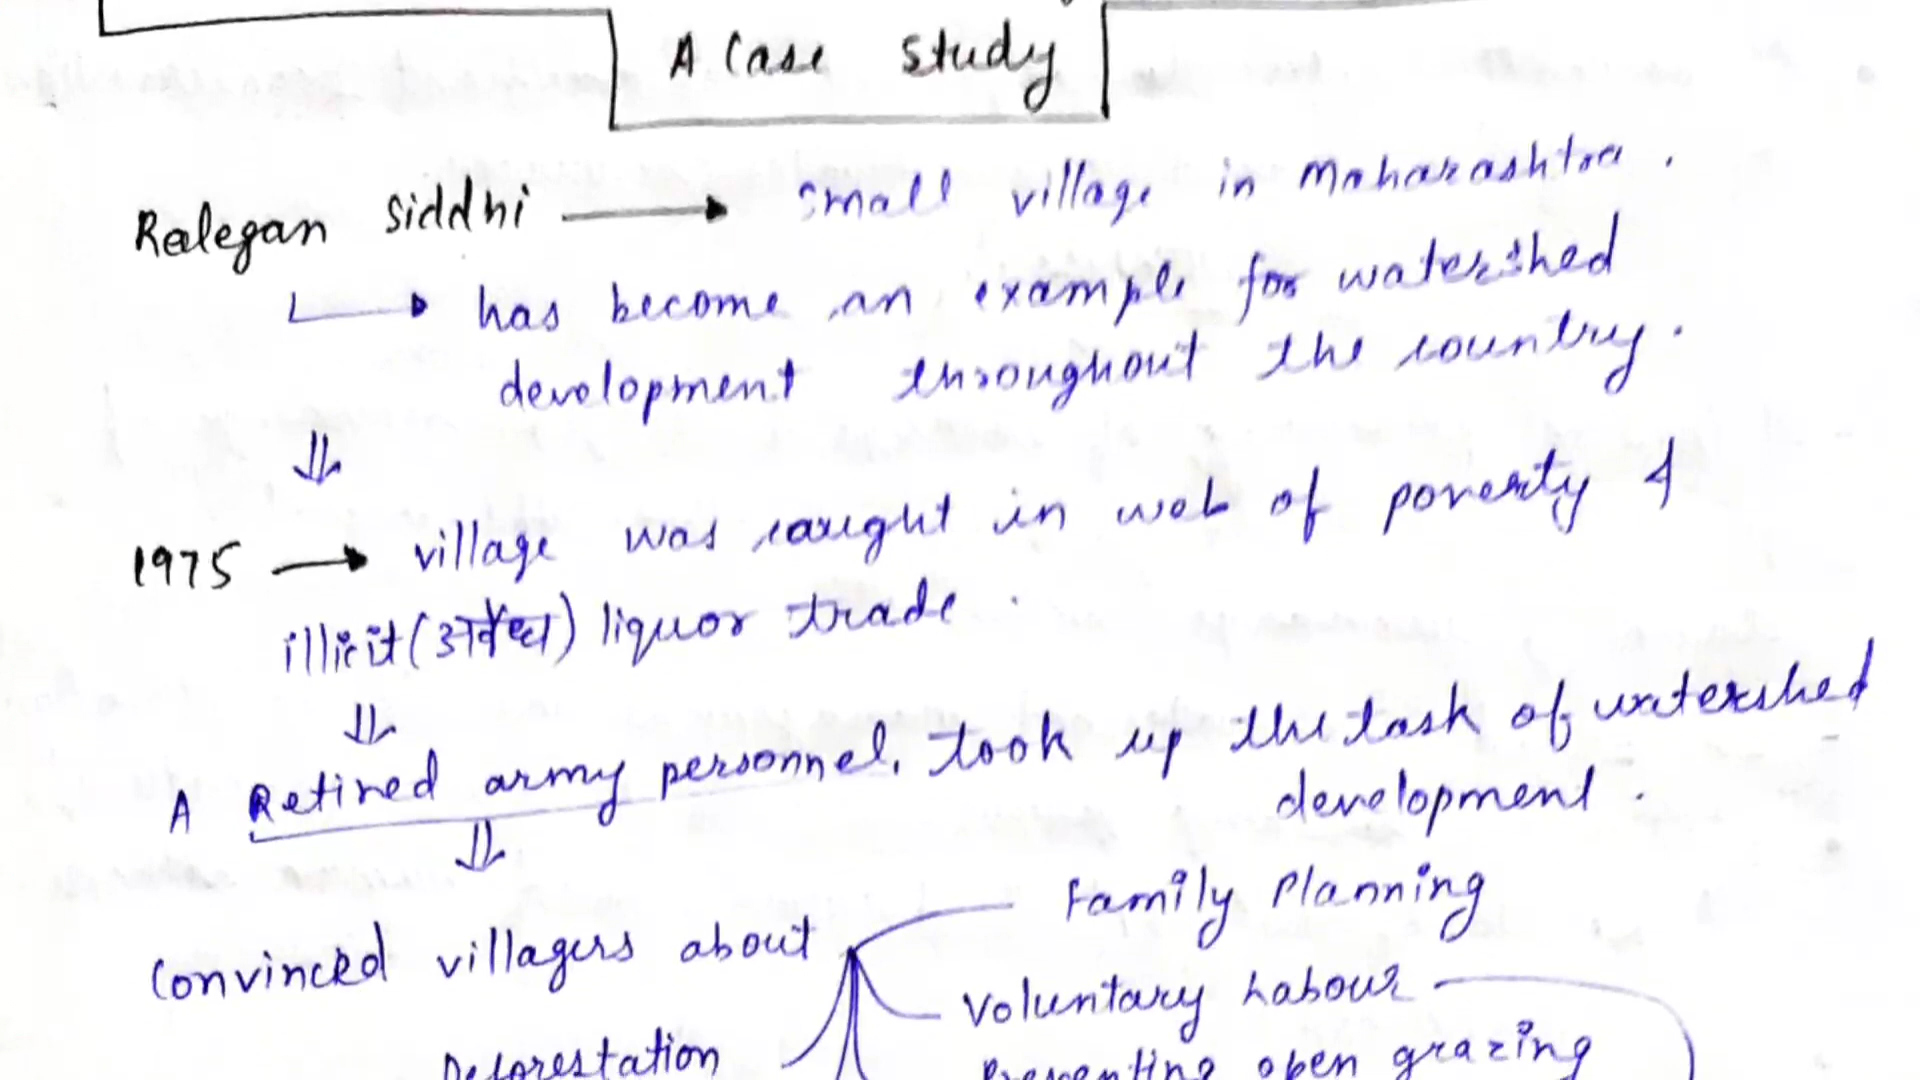 A Case Study
Ralegan Siddhi → Small village in Maharashtra.
→ has become an example for watershed
development throughout the country.
⇓
1975 → village was caught in web of poverty &
illicit (अवैध) liquor trade.
⇓
A Retired army personnel, took up the task of watershed
development.
⇓
Convinced villagers about
Family Planning
Voluntary Labour
Deforestation
Preventing open grazing